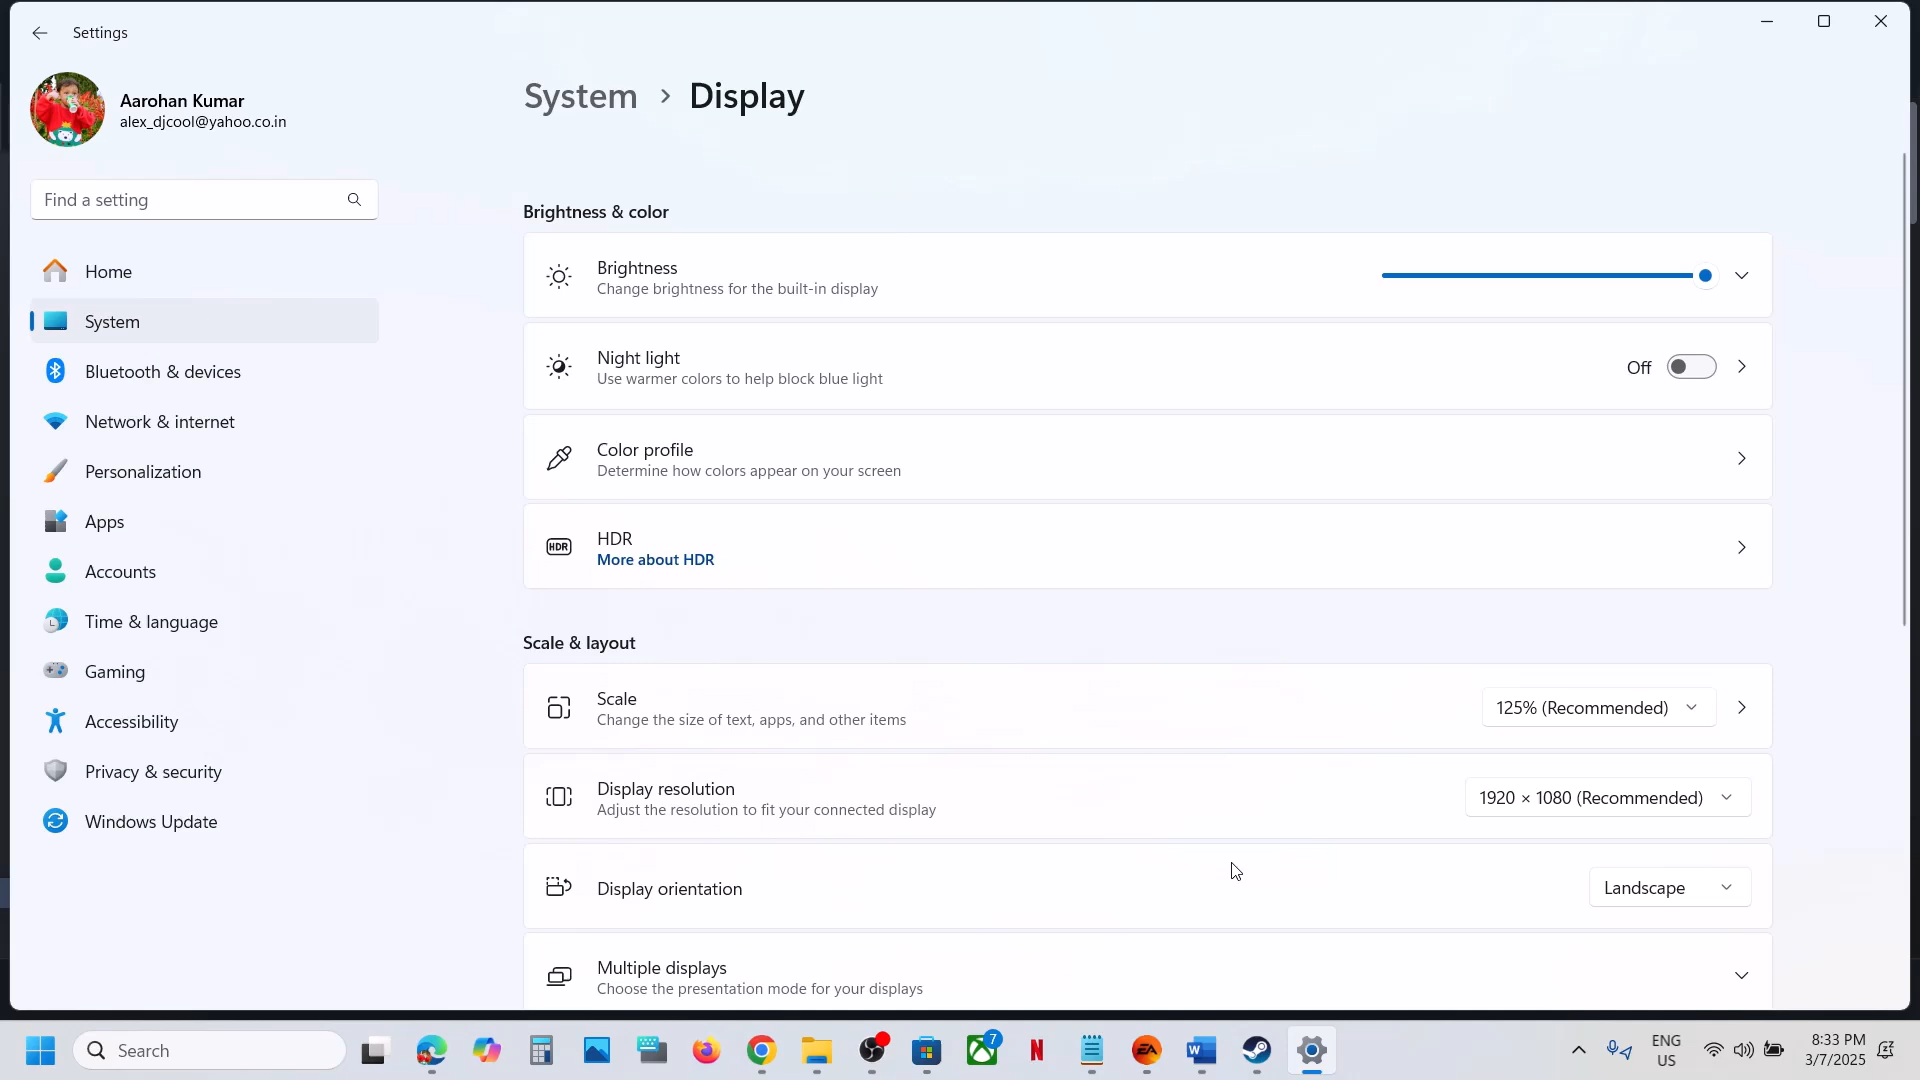 Settings
Aarohan Kumar
alex_djcool@yahoo.co.in
Find a setting
Home
System
Bluetooth & devices
Network & internet
Personalization
Apps
Accounts
Time & language
Gaming
Accessibility
Privacy & security
Windows Update
System > Display
Brightness & color
Brightness
Change brightness for the built-in display
Night light
Use warmer colors to help block blue light
Off
Color profile
Determine how colors appear on your screen
HDR
HDR
More about HDR
Scale & layout
Scale
Change the size of text, apps, and other items
125% (Recommended)
Display resolution
Adjust the resolution to fit your connected display
1920 × 1080 (Recommended)
Display orientation
Landscape
Multiple displays
Choose the presentation mode for your displays
Search
7
N
EA
W
ENG
US
8:33 PM
3/7/2025